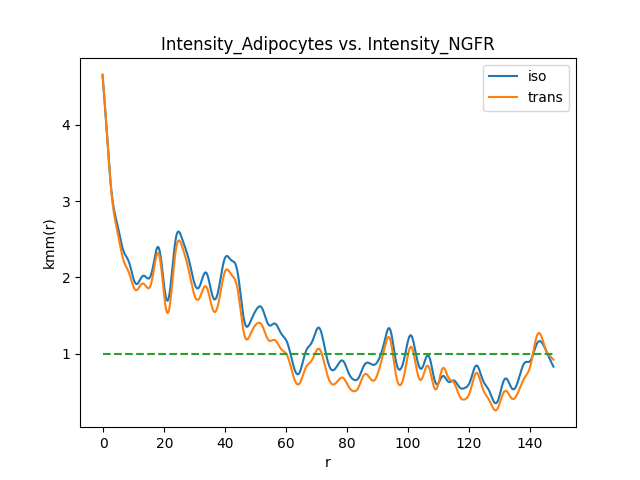 Intensity_Adipocytes vs. Intensity_NGFR
iso
trans
kmm(r)
4
3
2
1
0 20 40 60 80 100 120 140
r